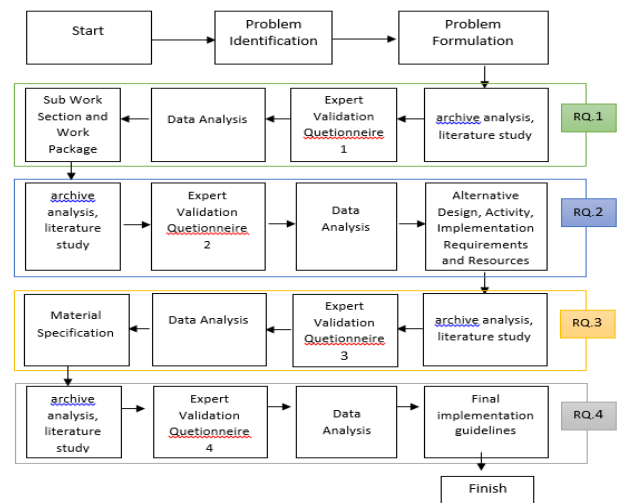 Start
Problem
Identification
Problem
Formulation
Sub Work
Section and
Work
Package
Data Analysis
Expert
Validation
Quetionneire
1
archive analysis,
literature study
RQ.1
archive
analysis,
literature
study
Expert
Validation
Quetionneire
2
Data
Analysis
Alternative
Design, Activity,
Implementation
Requirements
and Resources
RQ.2
Material
Specification
Data Analysis
Expert
Validation
Quetionneire
3
archive analysis,
literature study
RQ.3
archive
analysis,
literature
study
Expert
Validation
Quetionneire
4
Data
Analysis
Final
implementation
guidelines
RQ.4
Finish